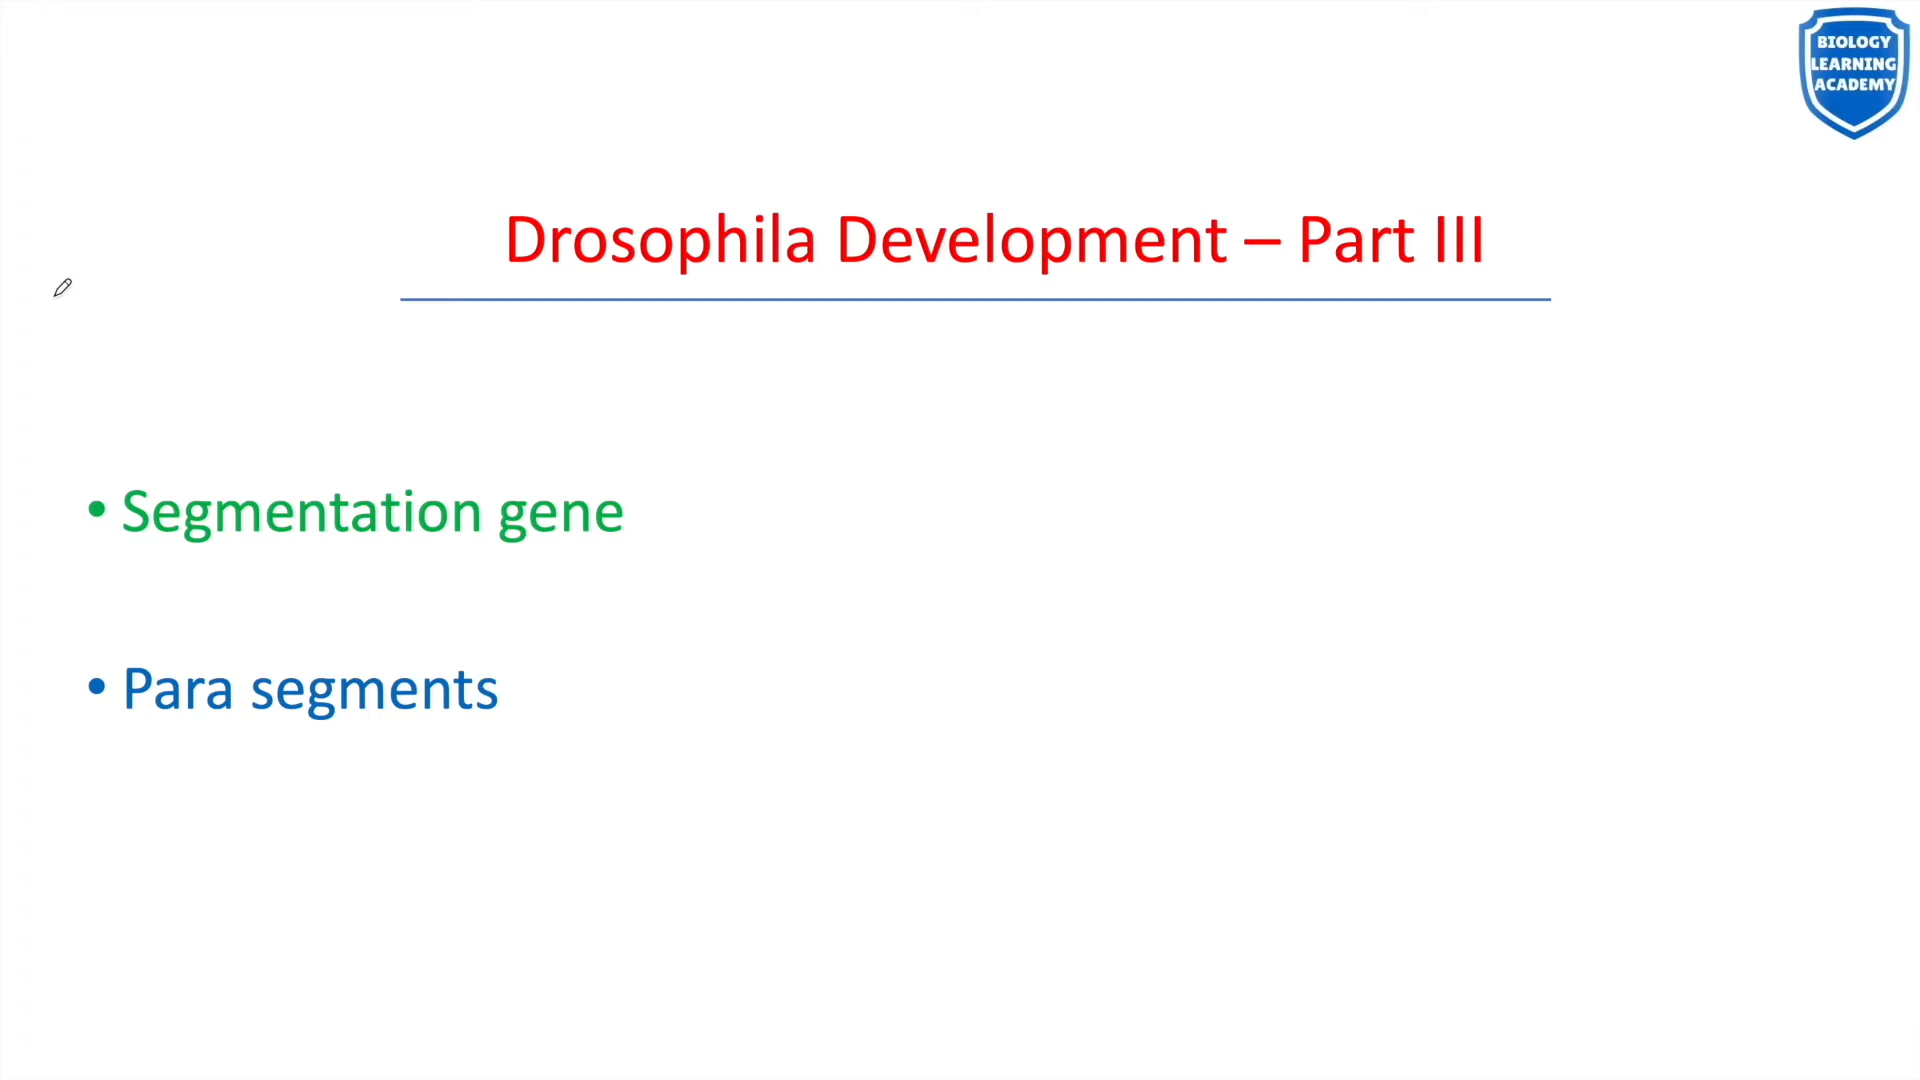 BIOLOGY
LEARNING
ACADEMY
Drosophila Development – Part III
• Segmentation gene
• Para segments